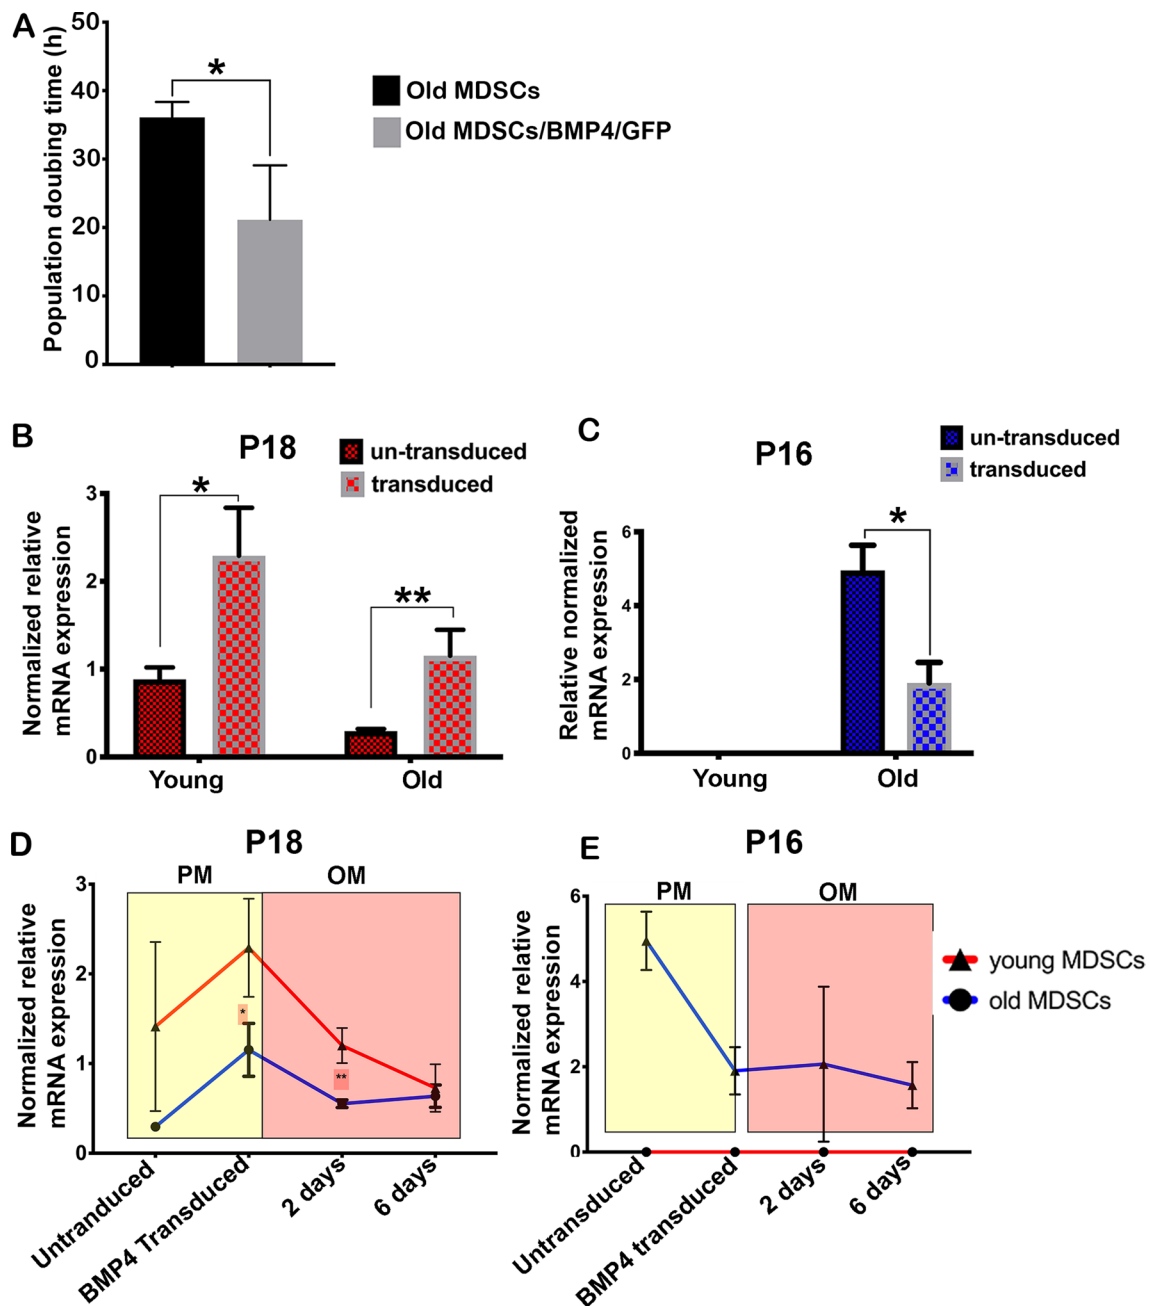 A
Population doubing time (h)
50
40
30
20
10
0
*
Old MDSCs
Old MDSCs/BMP4/GFP
B
P18
un-transduced
transduced
Normalized relative
mRNA expression
3
2
1
0
*
**
Young
Old
C
P16
un-transduced
transduced
Relative normalized
mRNA expression
6
4
2
0
*
Young
Old
D
P18
PM
OM
Normalized relative
mRNA expression
3
2
1
0
*
**
Untranduced
BMP4 Transduced
2 days
6 days
E
P16
PM
OM
Normalized relative
mRNA expression
6
4
2
0
Untransduced
BMP4 transduced
2 days
6 days
young MDSCs
old MDSCs